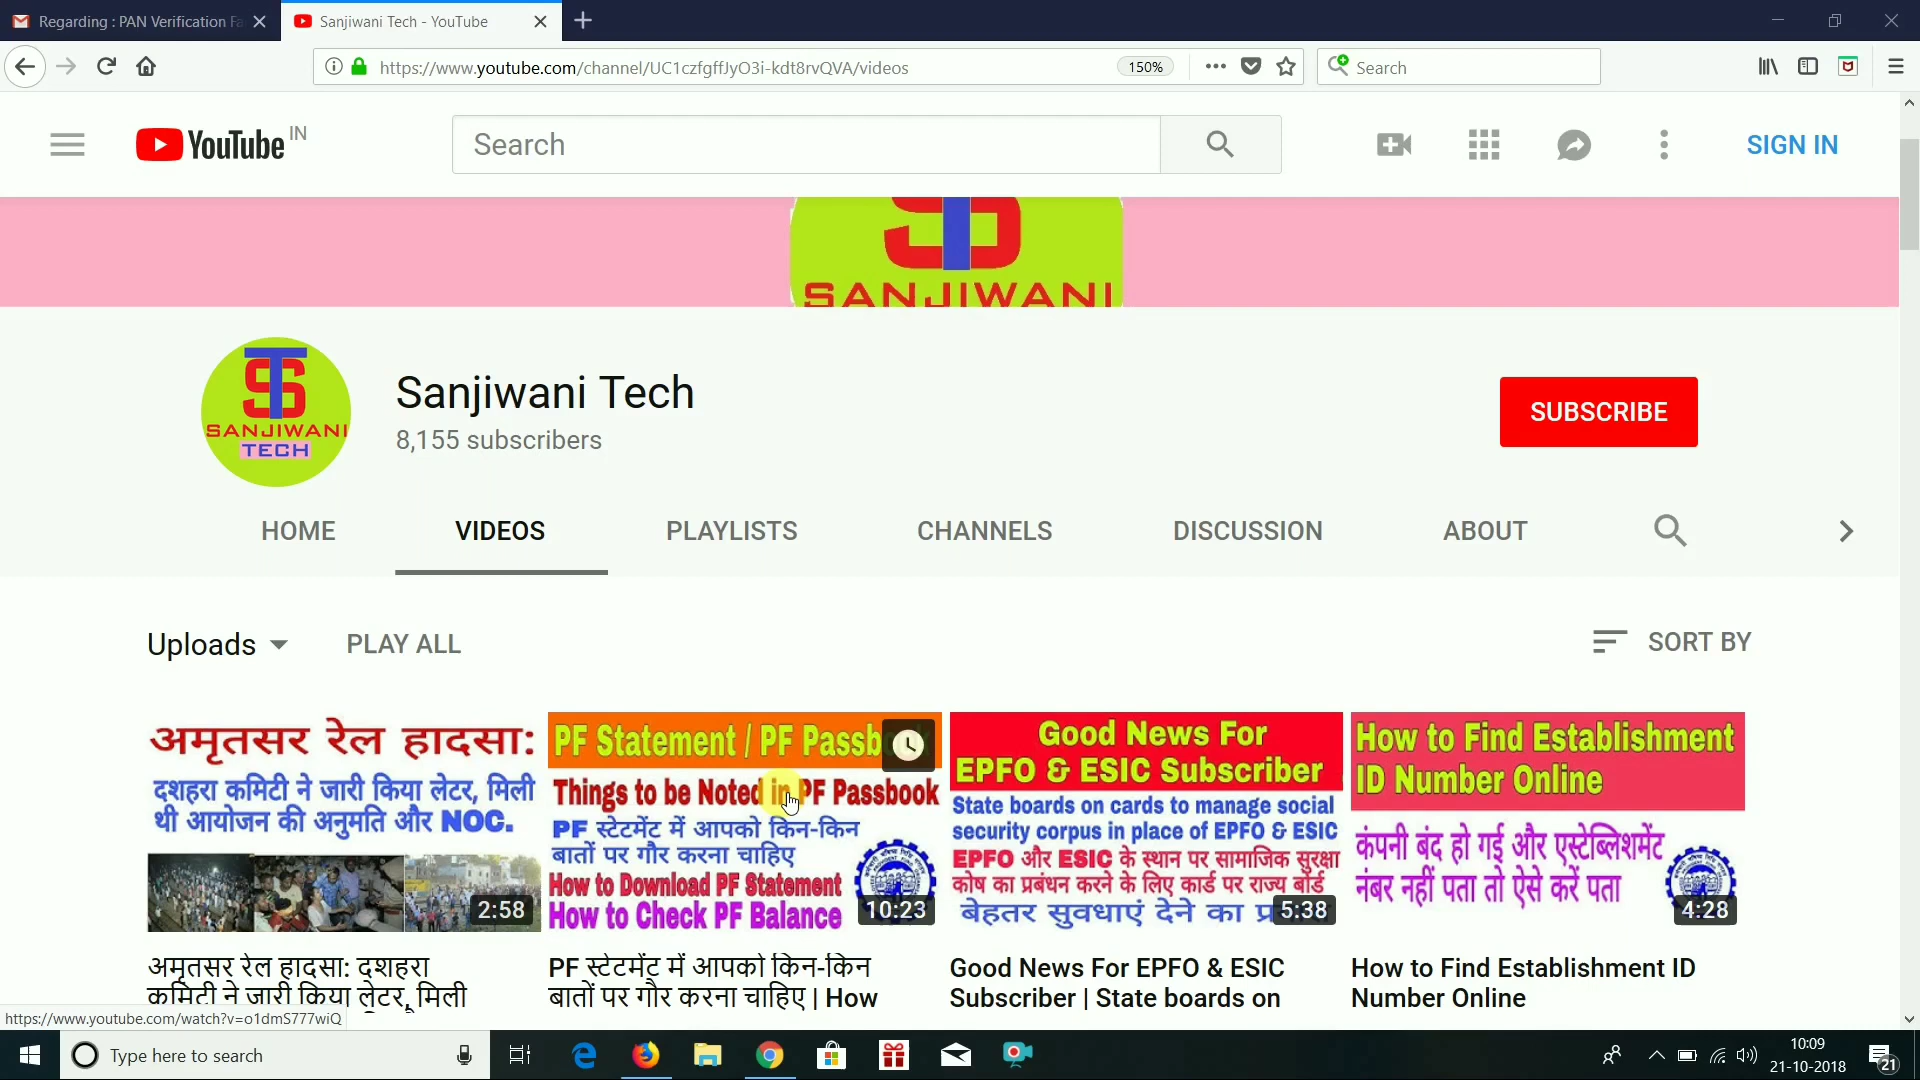 Regarding : PAN Verification Fa
Sanjiwani Tech - YouTube
https://www.youtube.com/channel/UC1czfgffJyO3i-kdt8rvQVA/videos
150%
Search
YouTube IN
Search
SIGN IN
SANJIWANI
SANJIWANI
TECH
Sanjiwani Tech
8,155 subscribers
SUBSCRIBE
HOME
VIDEOS
PLAYLISTS
CHANNELS
DISCUSSION
ABOUT
Uploads
PLAY ALL
SORT BY
अमृतसर रेल हादसा:
दशहरा कमिटी ने जारी किया लेटर, मिली
थी आयोजन की अनुमति और NOC.
2:58
PF Statement / PF Passb
Things to be Noted in PF Passbook
PF स्टेटमेंट में आपको किन-किन
बातों पर गौर करना चाहिए
How to Download PF Statement
How to Check PF Balance
10:23
Good News For
EPFO & ESIC Subscriber
State boards on cards to manage social
security corpus in place of EPFO & ESIC
EPFO और ESIC के स्थान पर सामाजिक सुरक्षा
कोष का प्रबंधन करने के लिए कार्ड पर राज्य बोर्ड
बेहतर सुवधाएं देने का
5:38
How to Find Establishment
ID Number Online
कंपनी बंद हो गई और एस्टेब्लिशमेंट
नंबर नहीं पता तो ऐसे करें पता
4:28
अमृतसर रेल हादसा: दशहरा
कमिटी ने जारी किया लेटर, मिली
PF स्टेटमेंट में आपको किन-किन
बातों पर गौर करना चाहिए | How
Good News For EPFO & ESIC
Subscriber | State boards on
How to Find Establishment ID
Number Online
https://www.youtube.com/watch?v=o1dmS777wiQ
Type here to search
10:09
21-10-2018
21